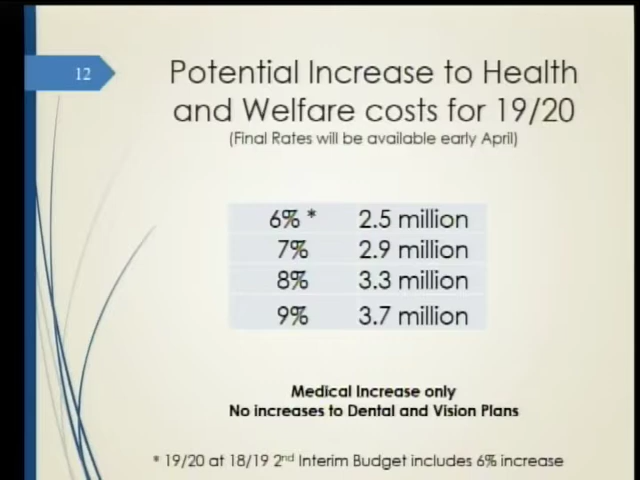 12
Potential Increase to Health
and Welfare costs for 19/20
(Final Rates will be available early April)
6% * 2.5 million
7% 2.9 million
8% 3.3 million
9% 3.7 million
Medical Increase only
No increases to Dental and Vision Plans
* 19/20 at 18/19 2nd Interim Budget includes 6% increase